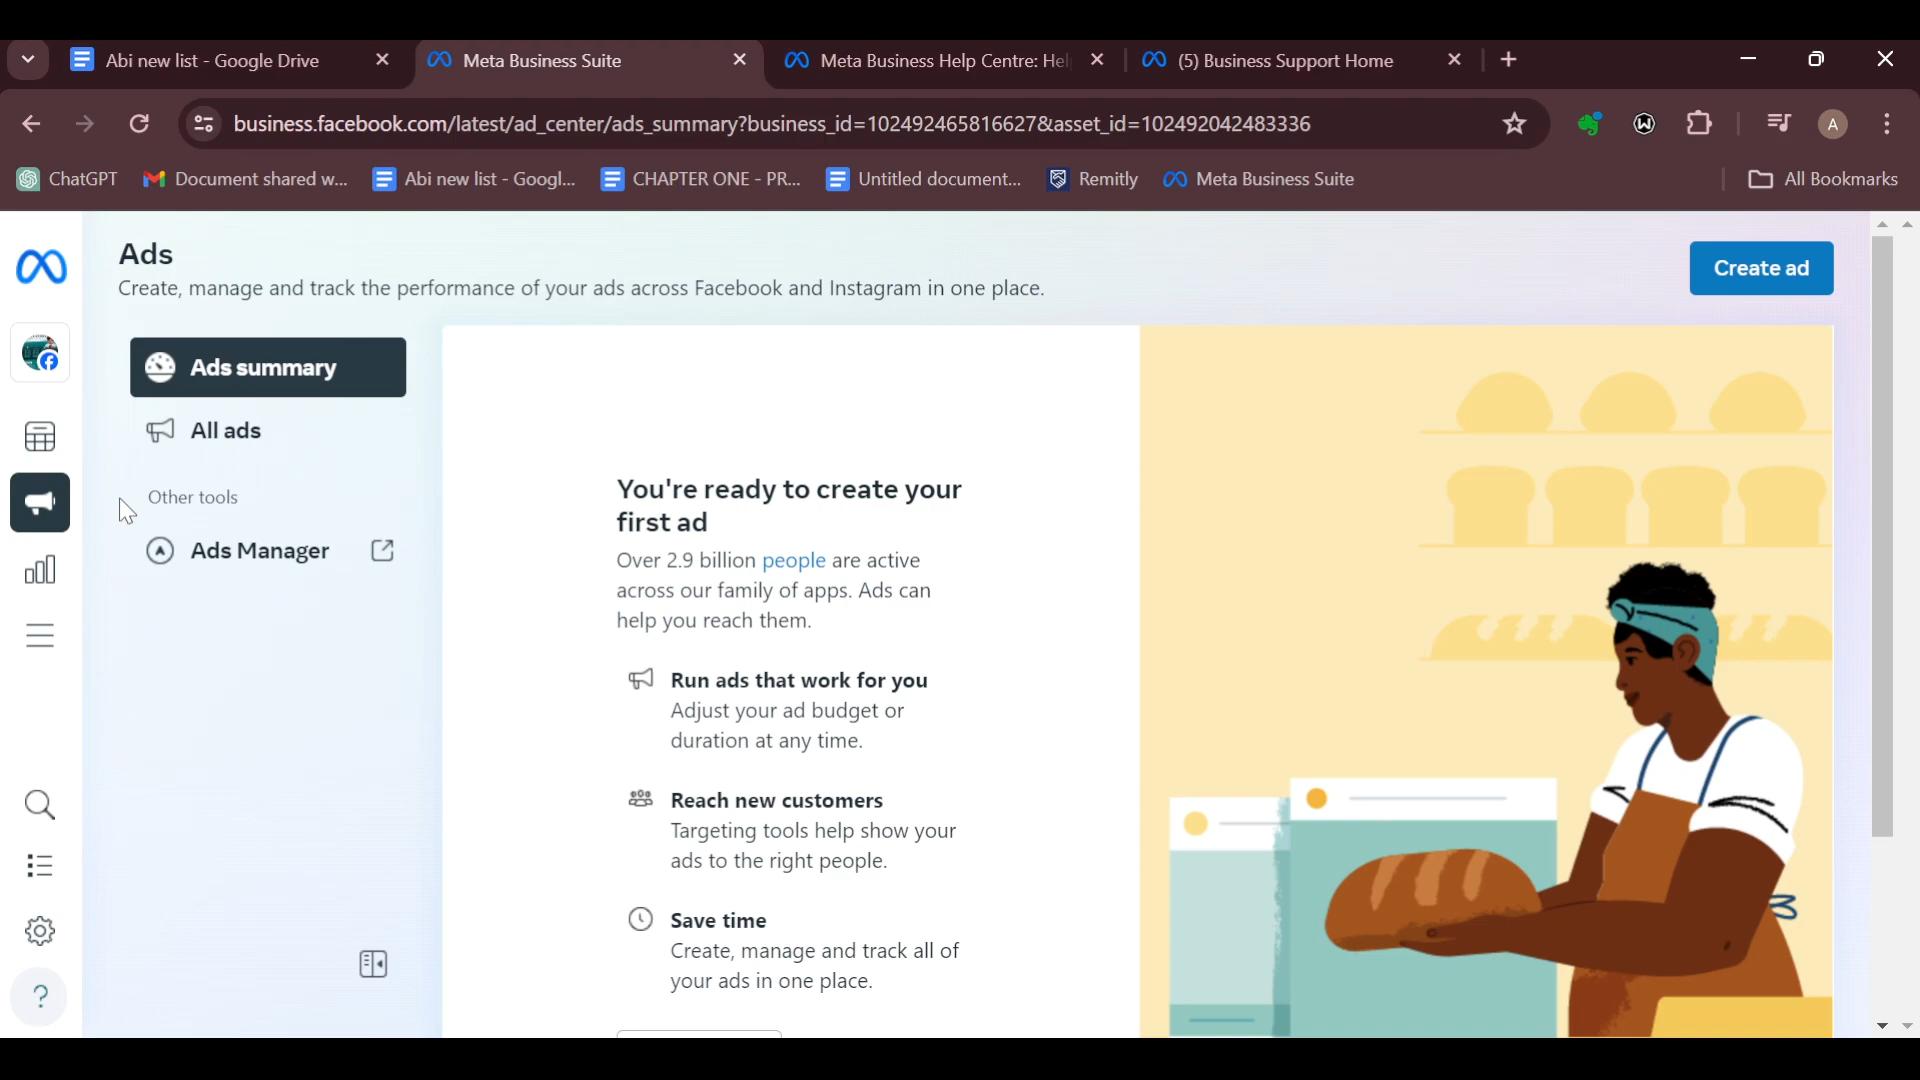 Abi new list - Google Drive
Meta Business Suite
Meta Business Help Centre: Hel
(5) Business Support Home
business.facebook.com/latest/ad_center/ads_summary?business_id=102492465816627&asset_id=102492042483336
A
ChatGPT
Document shared w...
Abi new list - Googl...
CHAPTER ONE - PR...
Untitled document...
Remitly
Meta Business Suite
All Bookmarks
Ads
Create, manage and track the performance of your ads across Facebook and Instagram in one place.
Create ad
Ads summary
All ads
Other tools
Ads Manager
You're ready to create your
first ad
Over 2.9 billion people are active
across our family of apps. Ads can
help you reach them.
Run ads that work for you
Adjust your ad budget or
duration at any time.
Reach new customers
Targeting tools help show your
ads to the right people.
Save time
Create, manage and track all of
your ads in one place.